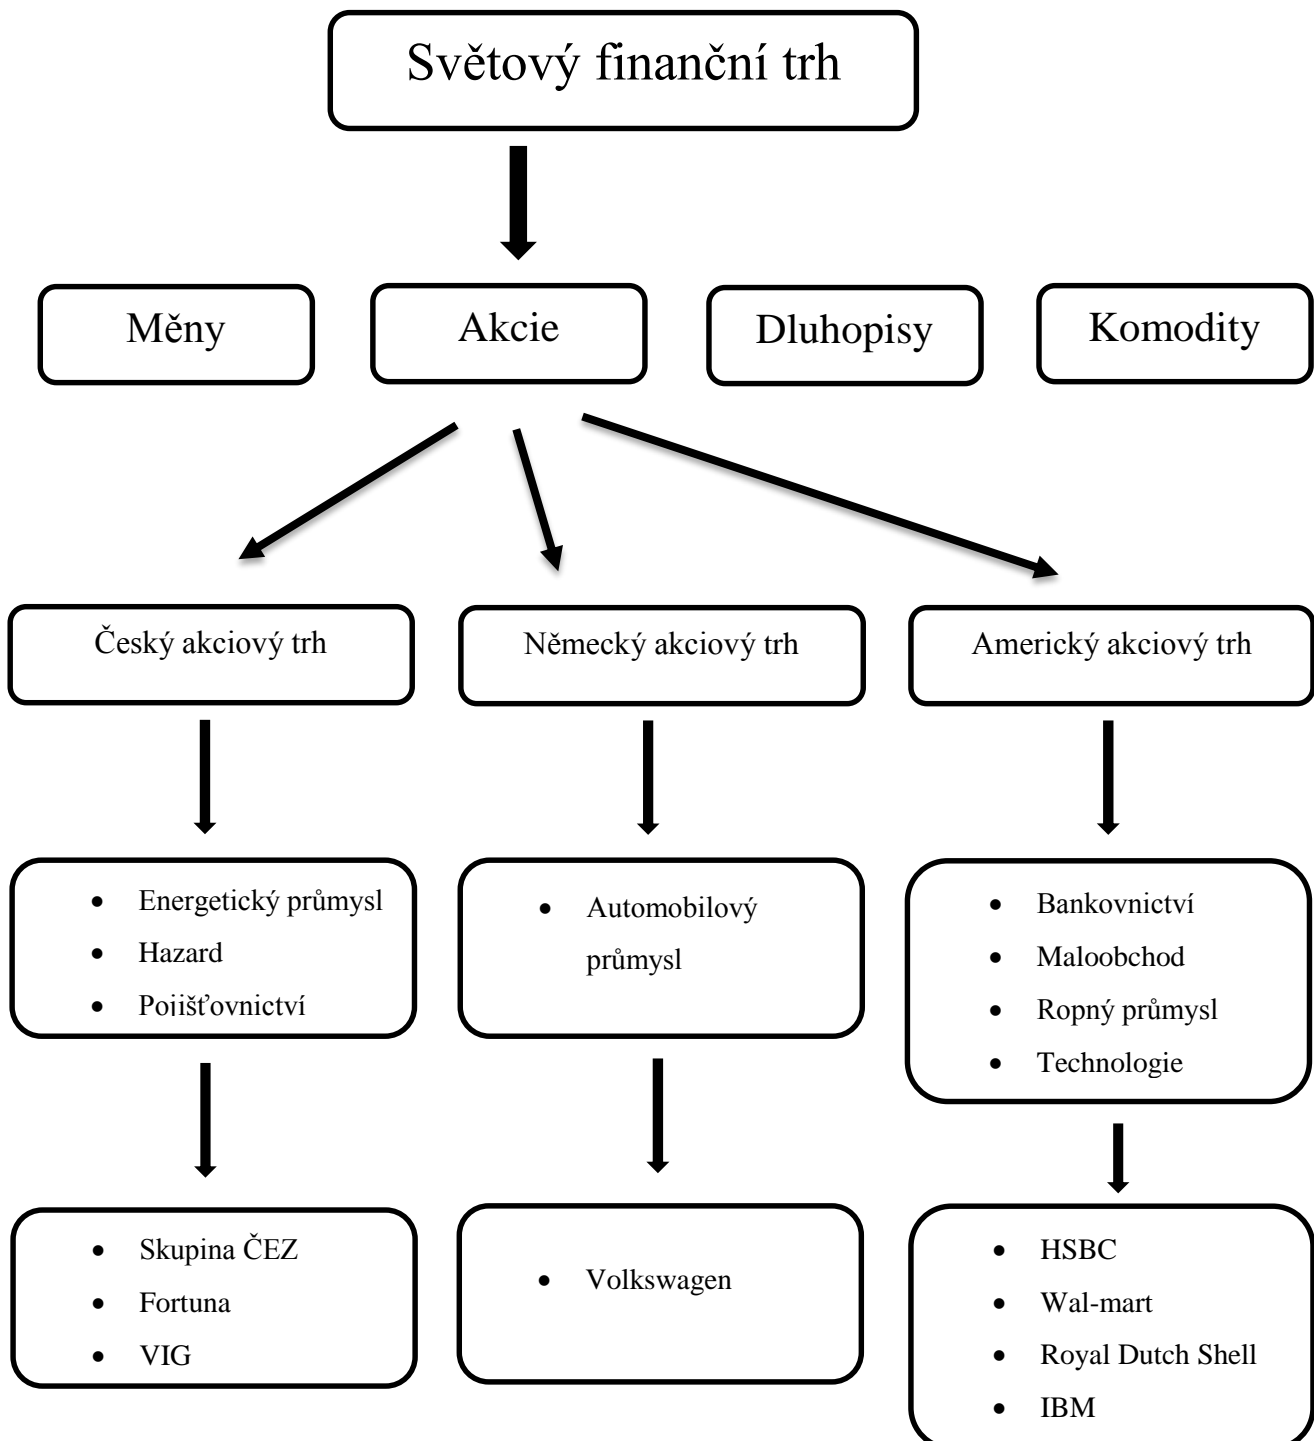 Světový finanční trh
Měny
Akcie
Dluhopisy
Komodity
Český akciový trh
Německý akciový trh
Americký akciový trh
• Energetický průmysl
• Hazard
• Pojišťovnictví
• Automobilový
průmysl
• Bankovnictví
• Maloobchod
• Ropný průmysl
• Technologie
• Skupina ČEZ
• Fortuna
• VIG
• Volkswagen
• HSBC
• Wal-mart
• Royal Dutch Shell
• IBM